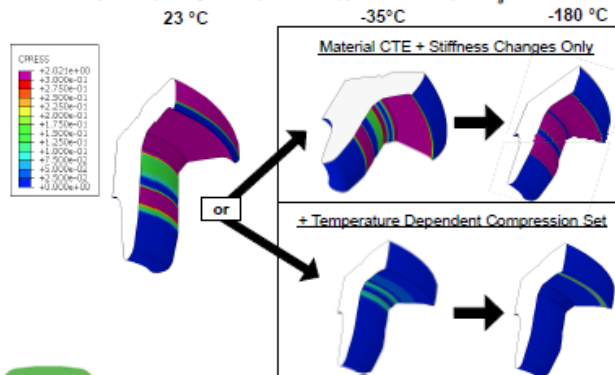 23 °C
-35°C
-180 °C
Material CTE + Stiffness Changes Only
CPRESS
+2.021e+00
+3.000e-01
+2.750e-01
+2.500e-01
+2.250e-01
+2.000e-01
+1.750e-01
+1.500e-01
+1.250e-01
+1.000e-01
+7.500e-02
+5.000e-02
+2.500e-02
+0.000e+00
or
+ Temperature Dependent Compression Set